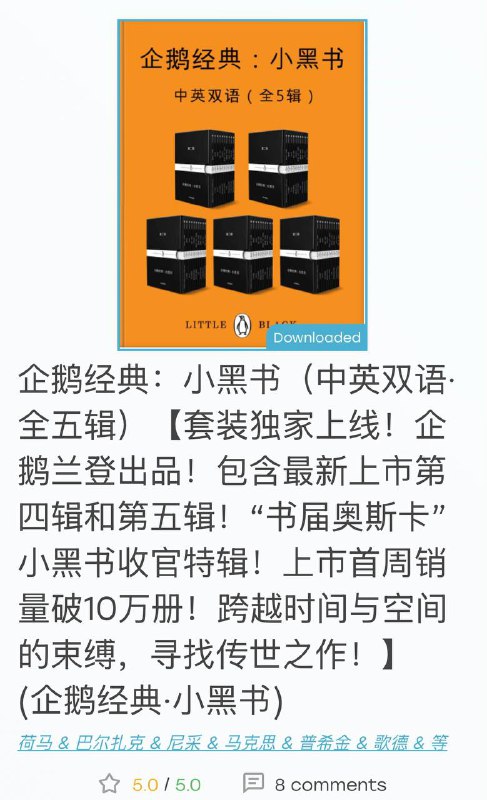 企鹅经典：小黑书
中英双语（全5辑）
LITTLE BLACK
Downloaded
企鹅经典：小黑书（中英双语·
全五辑）【套装独家上线！企
鹅兰登出品！包含最新上市第
四辑和第五辑！“书届奥斯卡”
小黑书收官特辑！上市首周销
量破10万册！跨越时间与空间
的束缚，寻找传世之作！】
(企鹅经典·小黑书)
荷马 & 巴尔扎克 & 尼采 & 马克思 & 普希金 & 歌德 & 等
5.0 / 5.0 8 comments